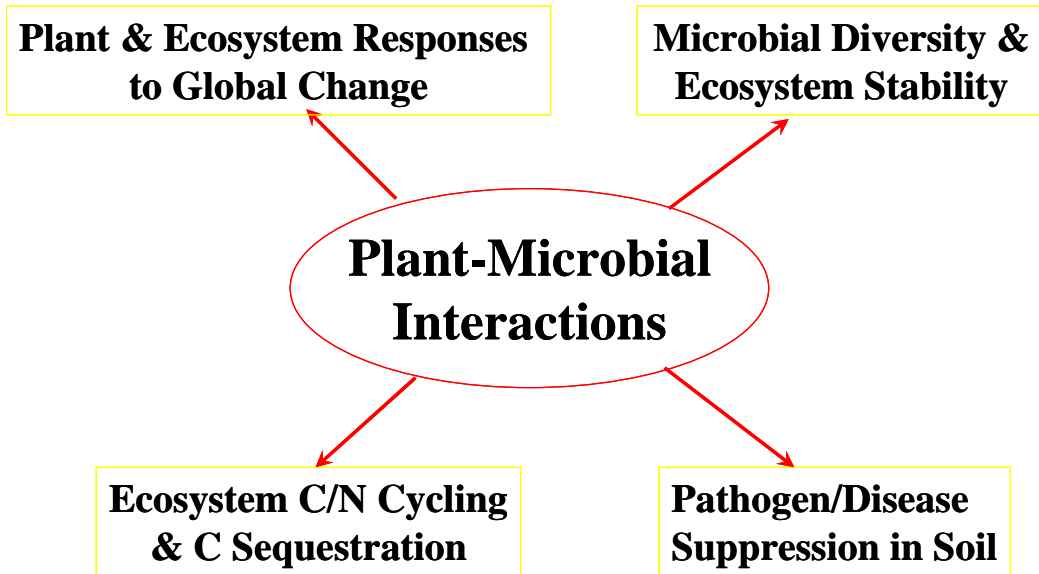 Plant & Ecosystem Responses
to Global Change
Microbial Diversity &
Ecosystem Stability
Plant-Microbial
Interactions
Ecosystem C/N Cycling
& C Sequestration
Pathogen/Disease
Suppression in Soil